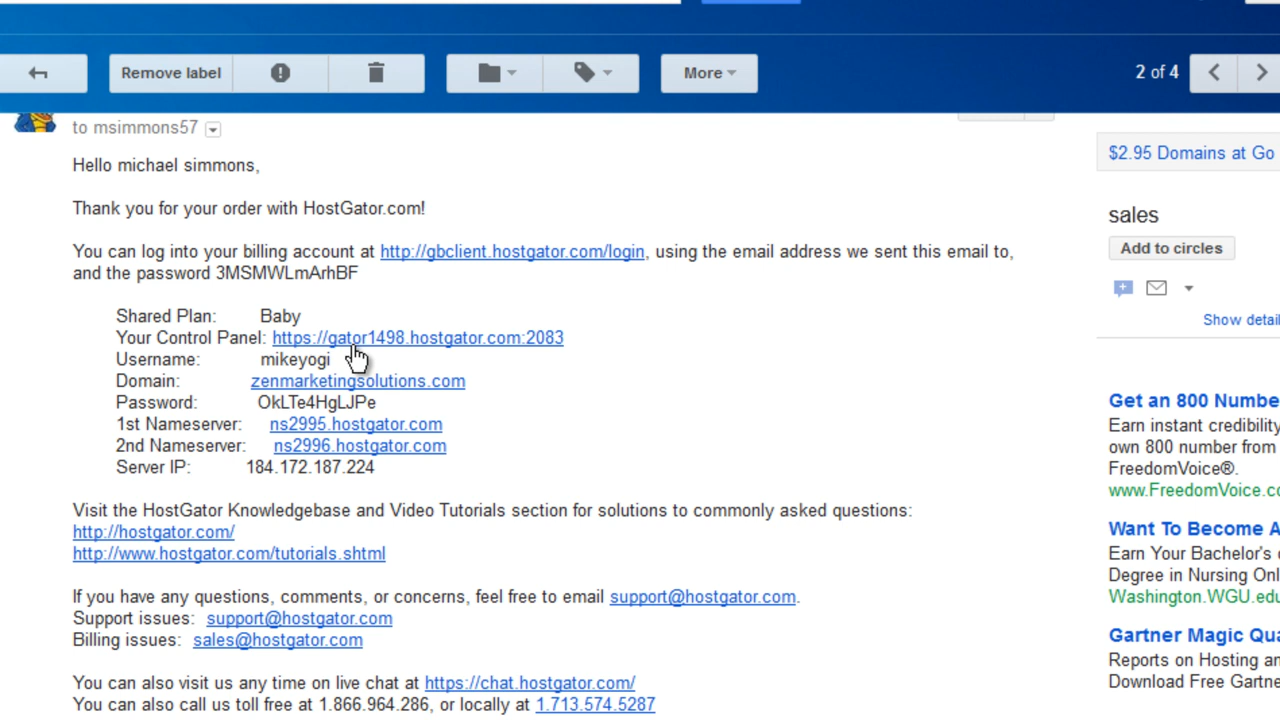 Remove label
More
2 of 4
to msimmons57
Hello michael simmons,
$2.95 Domains at Go
Thank you for your order with HostGator.com!
sales
Add to circles
You can log into your billing account at http://gbclient.hostgator.com/login, using the email address we sent this email to,
and the password 3MSMWLmArhBF
Shared Plan: Baby
Your Control Panel: https://gator1498.hostgator.com:2083
Username: mikeyogi
Domain: zenmarketingsolutions.com
Password: OkLTe4HgLJPe
1st Nameserver: ns2995.hostgator.com
2nd Nameserver: ns2996.hostgator.com
Server IP: 184.172.187.224
Show detai
Visit the HostGator Knowledgebase and Video Tutorials section for solutions to commonly asked questions:
http://hostgator.com/
http://www.hostgator.com/tutorials.shtml
If you have any questions, comments, or concerns, feel free to email support@hostgator.com.
Support issues: support@hostgator.com
Billing issues: sales@hostgator.com
You can also visit us any time on live chat at https://chat.hostgator.com/
You can also call us toll free at 1.866.964.286, or locally at 1.713.574.5287
Get an 800 Numbe
Earn instant credibility
own 800 number from
FreedomVoice®.
www.FreedomVoice.co
Want To Become A
Earn Your Bachelor's
Degree in Nursing Onl
Washington.WGU.edu
Gartner Magic Qua
Reports on Hosting an
Download Free Gartne